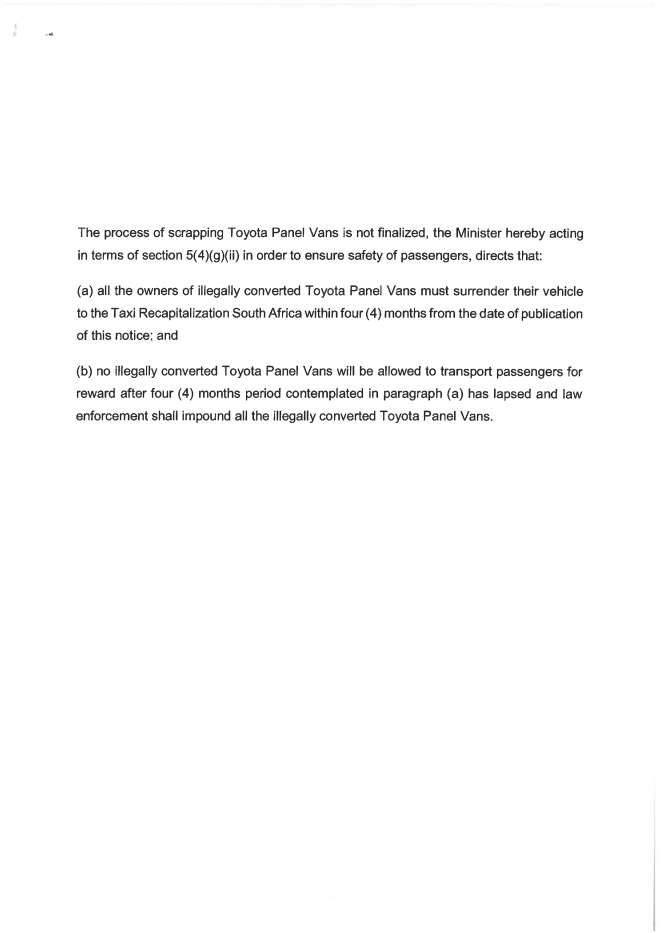 The process of scrapping Toyota Panel Vans is not finalized, the Minister hereby acting
in terms of section 5(4)(g)(ii) in order to ensure safety of passengers, directs that:
(a) all the owners of illegally converted Toyota Panel Vans must surrender their vehicle
to the Taxi Recapitalization South Africa within four (4) months from the date of publication
of this notice; and
(b) no illegally converted Toyota Panel Vans will be allowed to transport passengers for
reward after four (4) months period contemplated in paragraph (a) has lapsed and law
enforcement shall impound all the illegally converted Toyota Panel Vans.